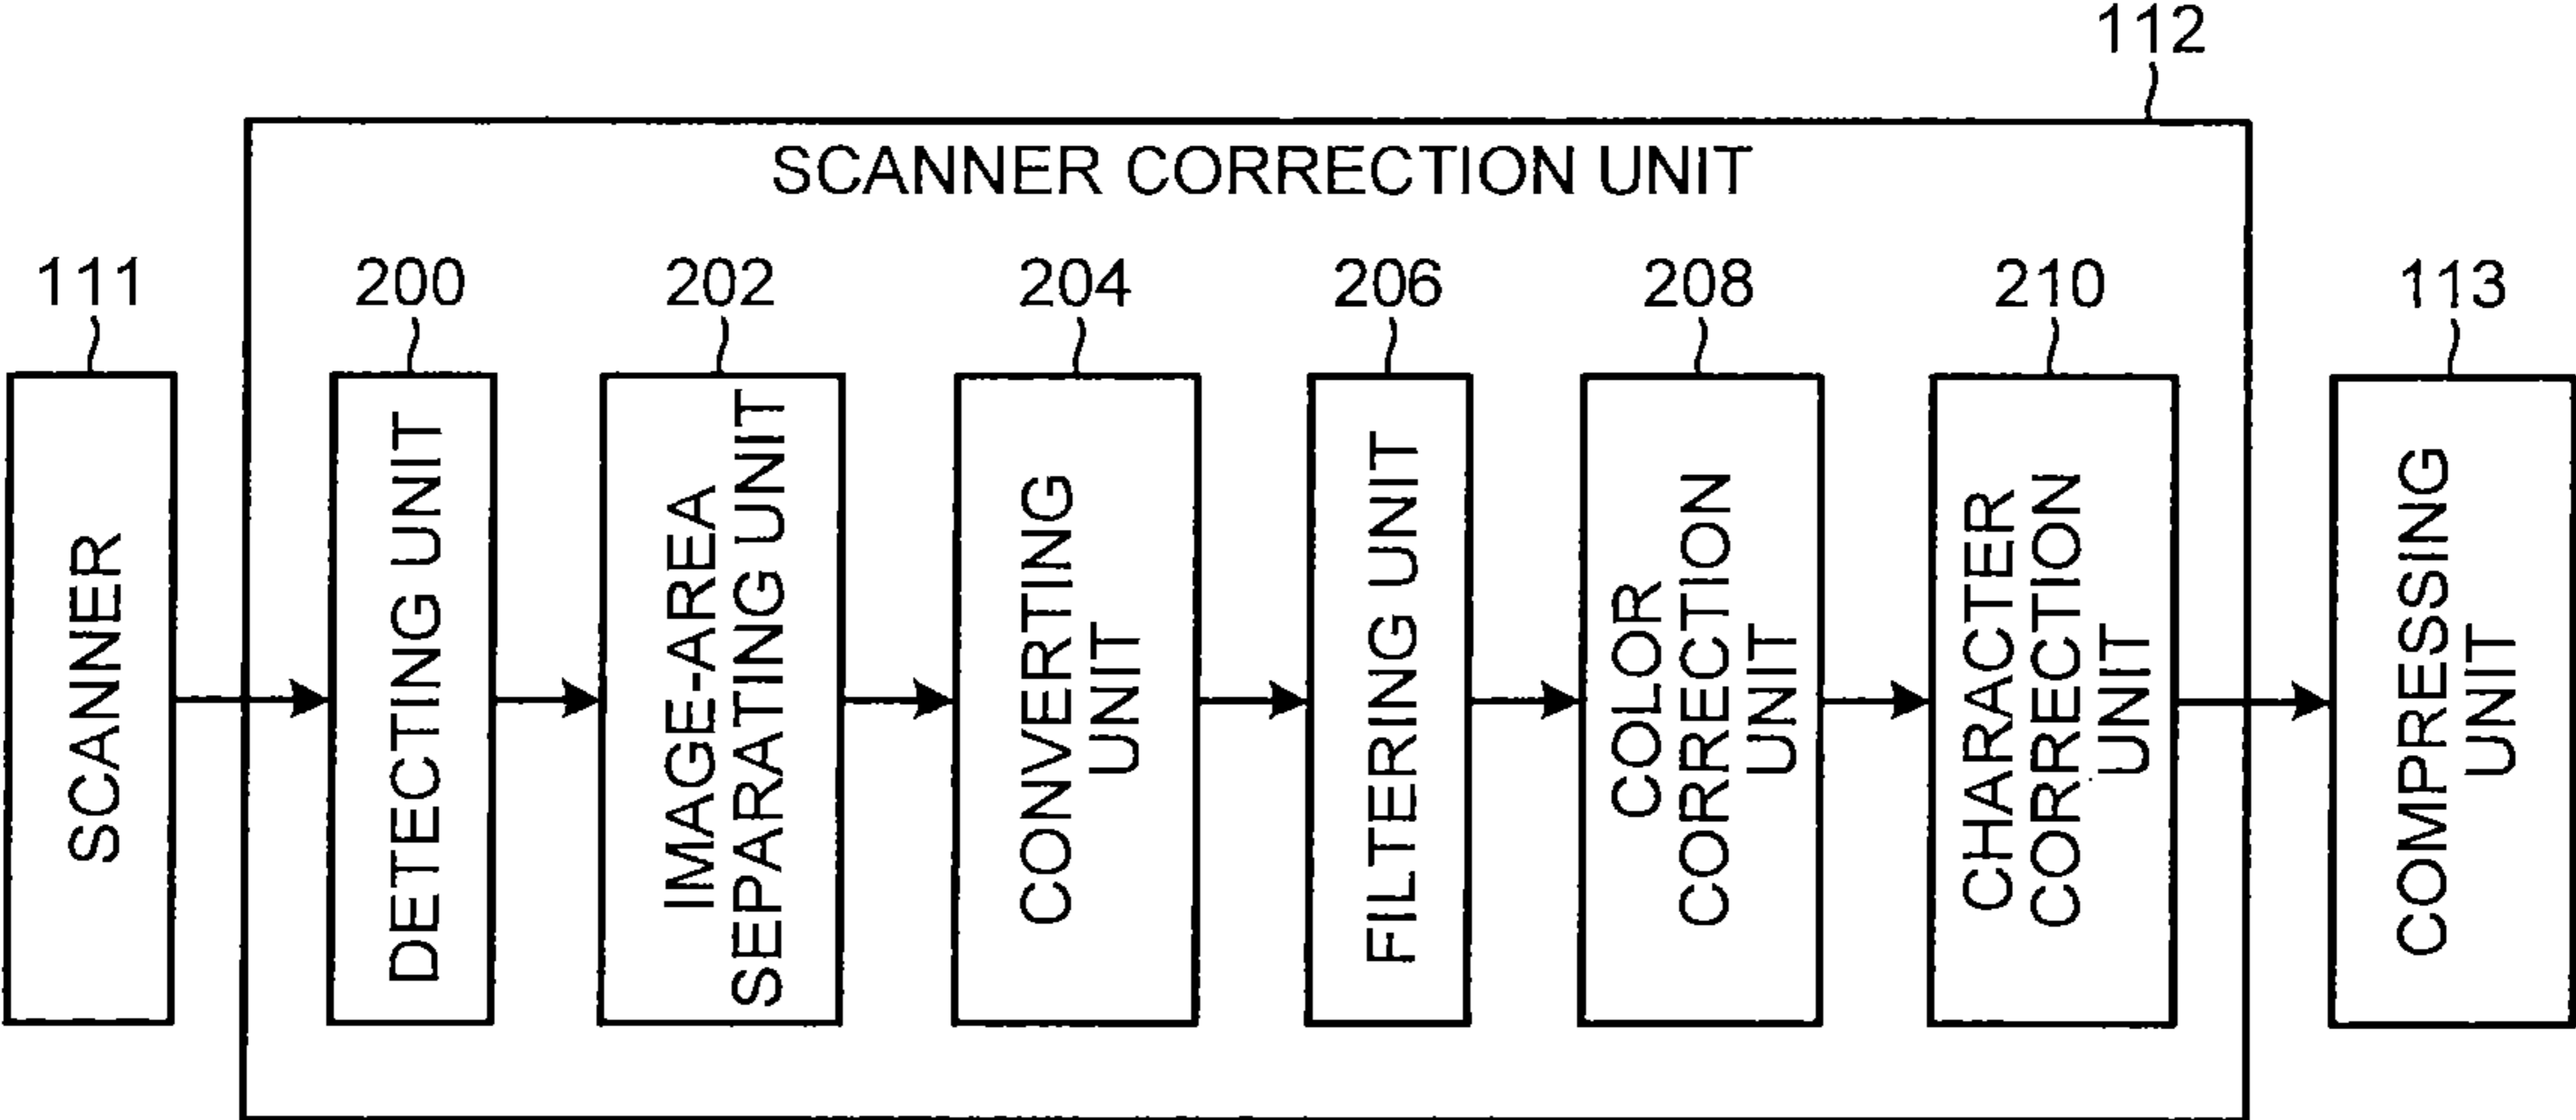 112
SCANNER CORRECTION UNIT
111
200
202
204
206
208
210
113
SCANNER
DETECTING UNIT
IMAGE-AREA
SEPARATING UNIT
CONVERTING
UNIT
FILTERING UNIT
COLOR
CORRECTION
UNIT
CHARACTER
CORRECTION
UNIT
COMPRESSING
UNIT